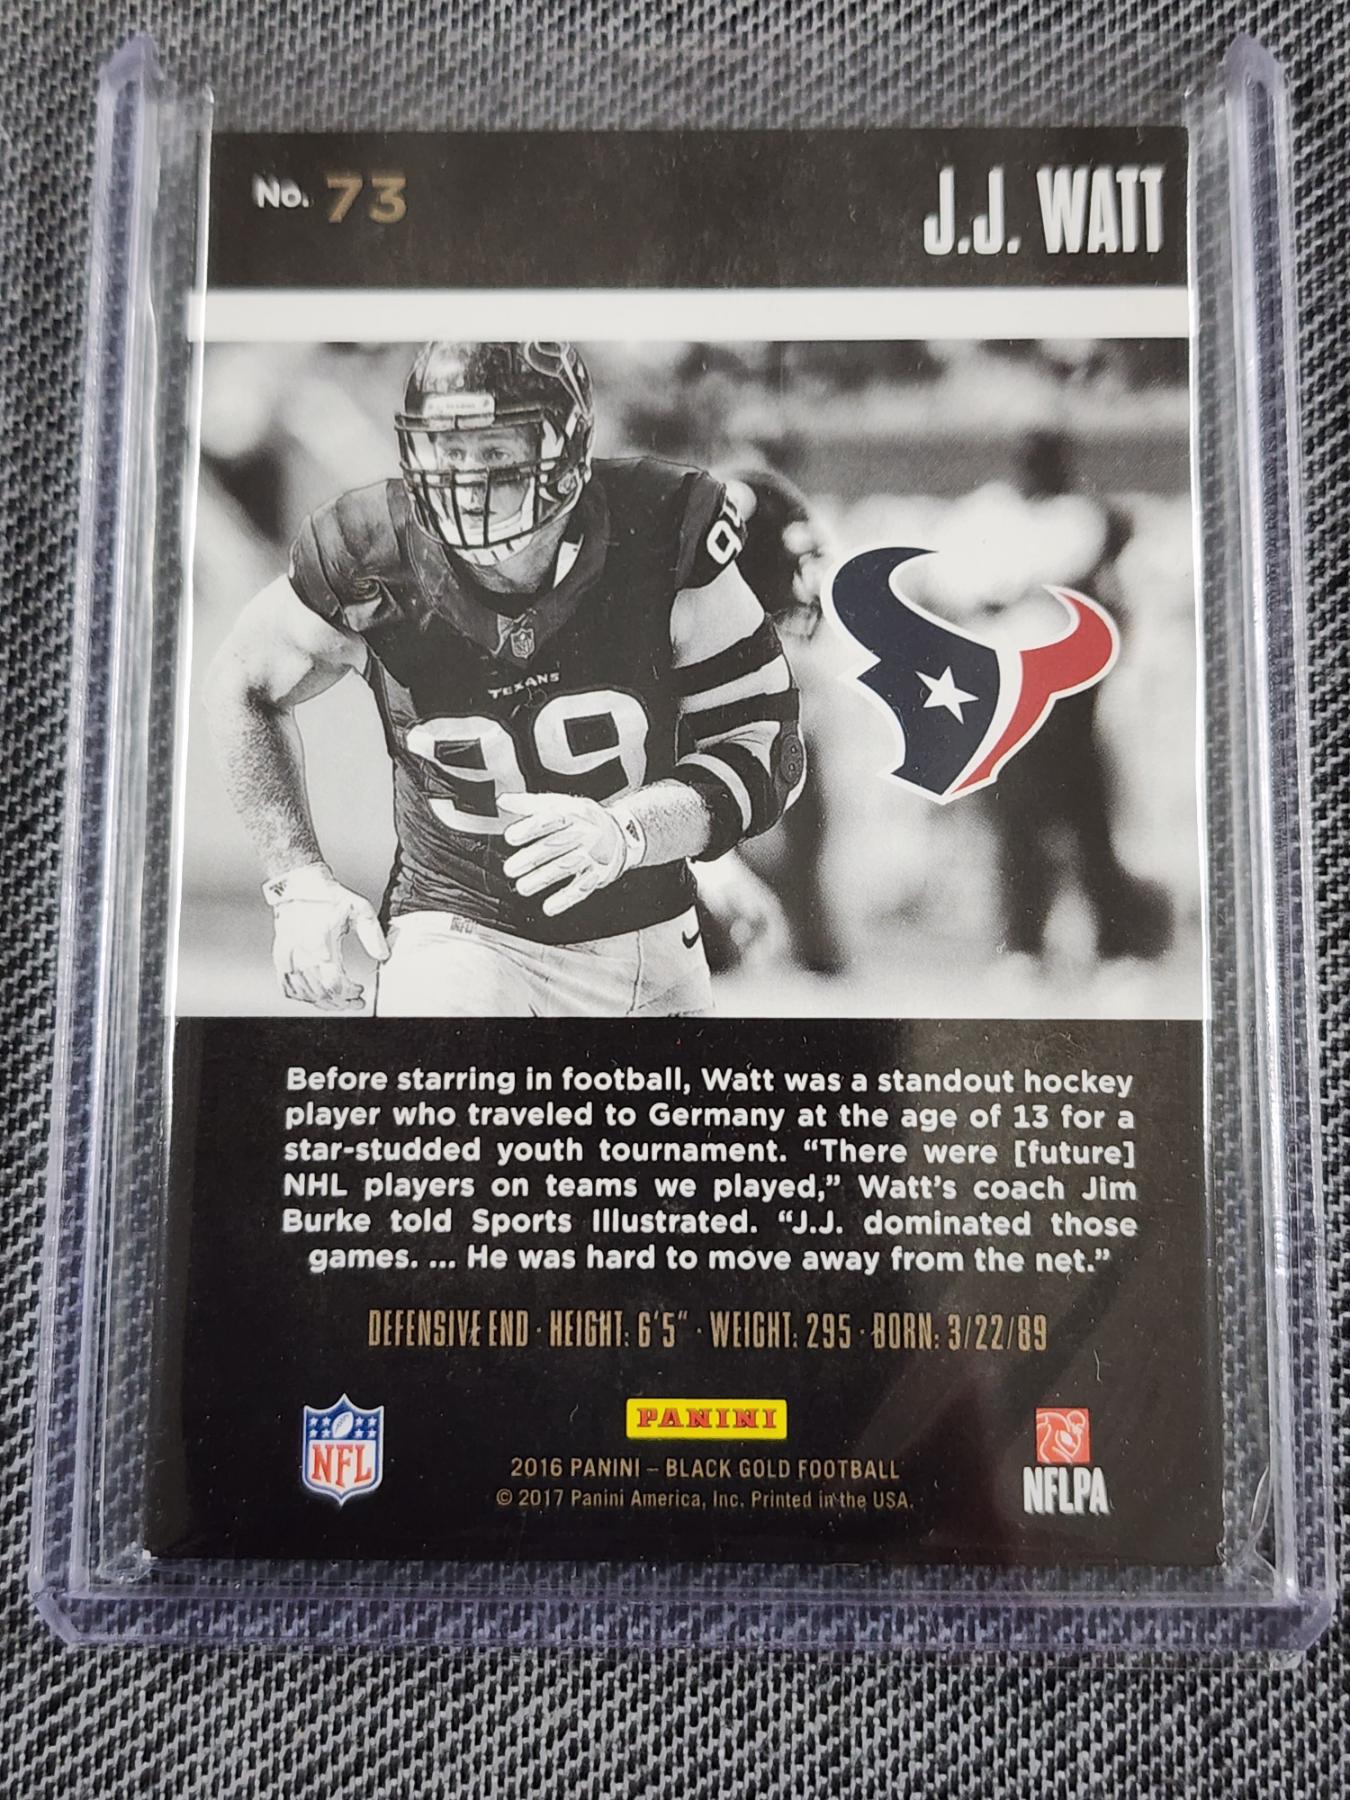 No. 73
J.J. WATT
99
TEXANS
99
Before starring in football, Watt was a standout hockey
player who traveled to Germany at the age of 13 for a
star-studded youth tournament. “There were [future]
NHL players on teams we played,” Watt’s coach Jim
Burke told Sports Illustrated. “J.J. dominated those
games. ... He was hard to move away from the net.”
DEFENSIVE END · HEIGHT: 6'5" · WEIGHT: 295 · BORN: 3/22/89
NFL
PANINI
NFLPA
2016 PANINI – BLACK GOLD FOOTBALL
© 2017 Panini America, Inc. Printed in the USA.